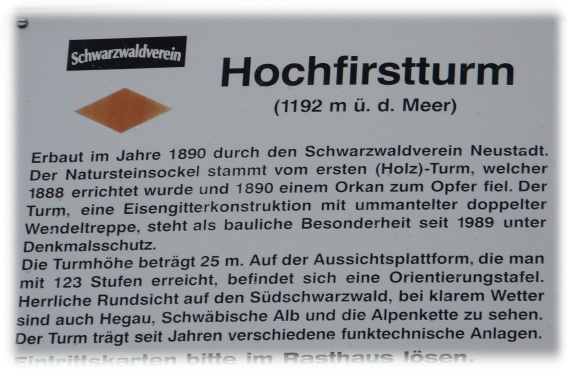 Schwarzwaldverein
Hochfirstturm
(1192 m ü. d. Meer)
Erbaut im Jahre 1890 durch den Schwarzwaldverein Neustadt.
Der Natursteinsockel stammt vom ersten (Holz)-Turm, welcher
1888 errichtet wurde und 1890 einem Orkan zum Opfer fiel. Der
Turm, eine Eisengitterkonstruktion mit ummantelter doppelter
Wendeltreppe, steht als bauliche Besonderheit seit 1989 unter
Denkmalsschutz.
Die Turmhöhe beträgt 25 m. Auf der Aussichtsplattform, die man
mit 123 Stufen erreicht, befindet sich eine Orientierungstafel.
Herrliche Rundsicht auf den Südschwarzwald, bei klarem Wetter
sind auch Hegau, Schwäbische Alb und die Alpenkette zu sehen.
Der Turm trägt seit Jahren verschiedene funktechnische Anlagen.
Eintrittskarten bitte im Rasthaus lösen.